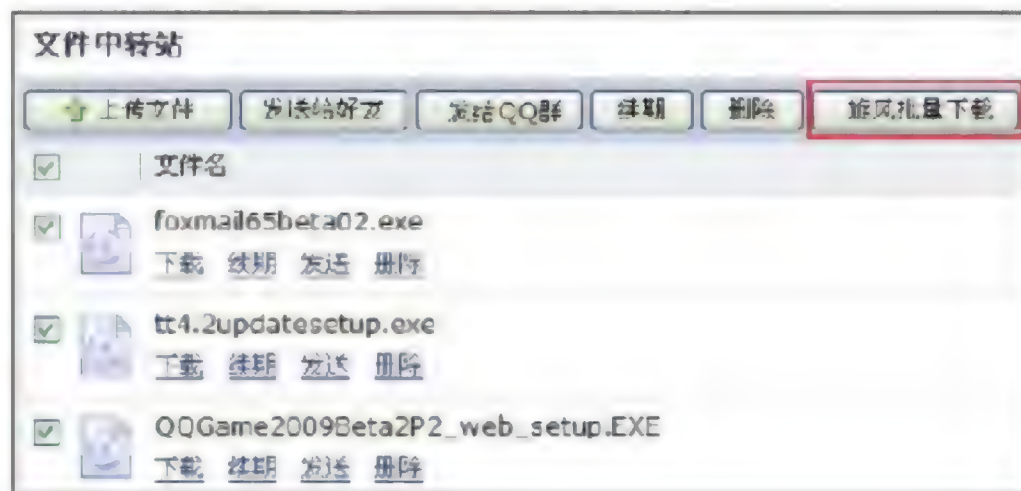 文件中转站
上传文件 发送给好友 发给QQ群 续期 删除 旋风批量下载
文件名
foxmail65beta02.exe
下载 续期 发送 删除
tt4.2updatesetup.exe
下载 续期 发送 删除
QQGame2009Beta2P2_web_setup.EXE
下载 续期 发送 删除